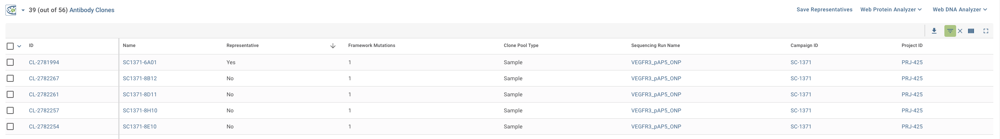 39 (out of 56) Antibody Clones Save Representatives Web Protein Analyzer Web DNA Analyzer
ID Name Representative Framework Mutations Clone Pool Type Sequencing Run Name Campaign ID Project ID
CL-2781994 SC1371-6A01 Yes 1 Sample VEGFR3_pAP5_ONP SC-1371 PRJ-425
CL-2782267 SC1371-8B12 No 1 Sample VEGFR3_pAP5_ONP SC-1371 PRJ-425
CL-2782261 SC1371-8D11 No 1 Sample VEGFR3_pAP5_ONP SC-1371 PRJ-425
CL-2782257 SC1371-8H10 No 1 Sample VEGFR3_pAP5_ONP SC-1371 PRJ-425
CL-2782254 SC1371-8E10 No 1 Sample VEGFR3_pAP5_ONP SC-1371 PRJ-425